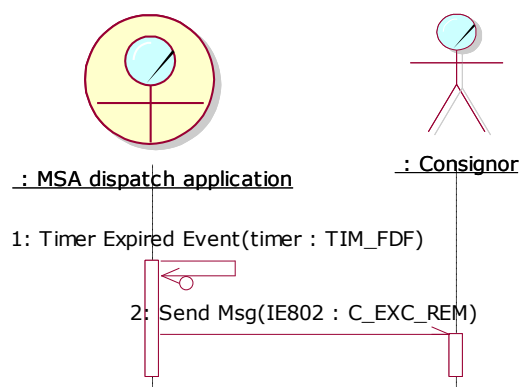 : MSA dispatch application
: Consignor
1: Timer Expired Event(timer : TIM_FDF)
2: Send Msg(IE802 : C_EXC_REM)